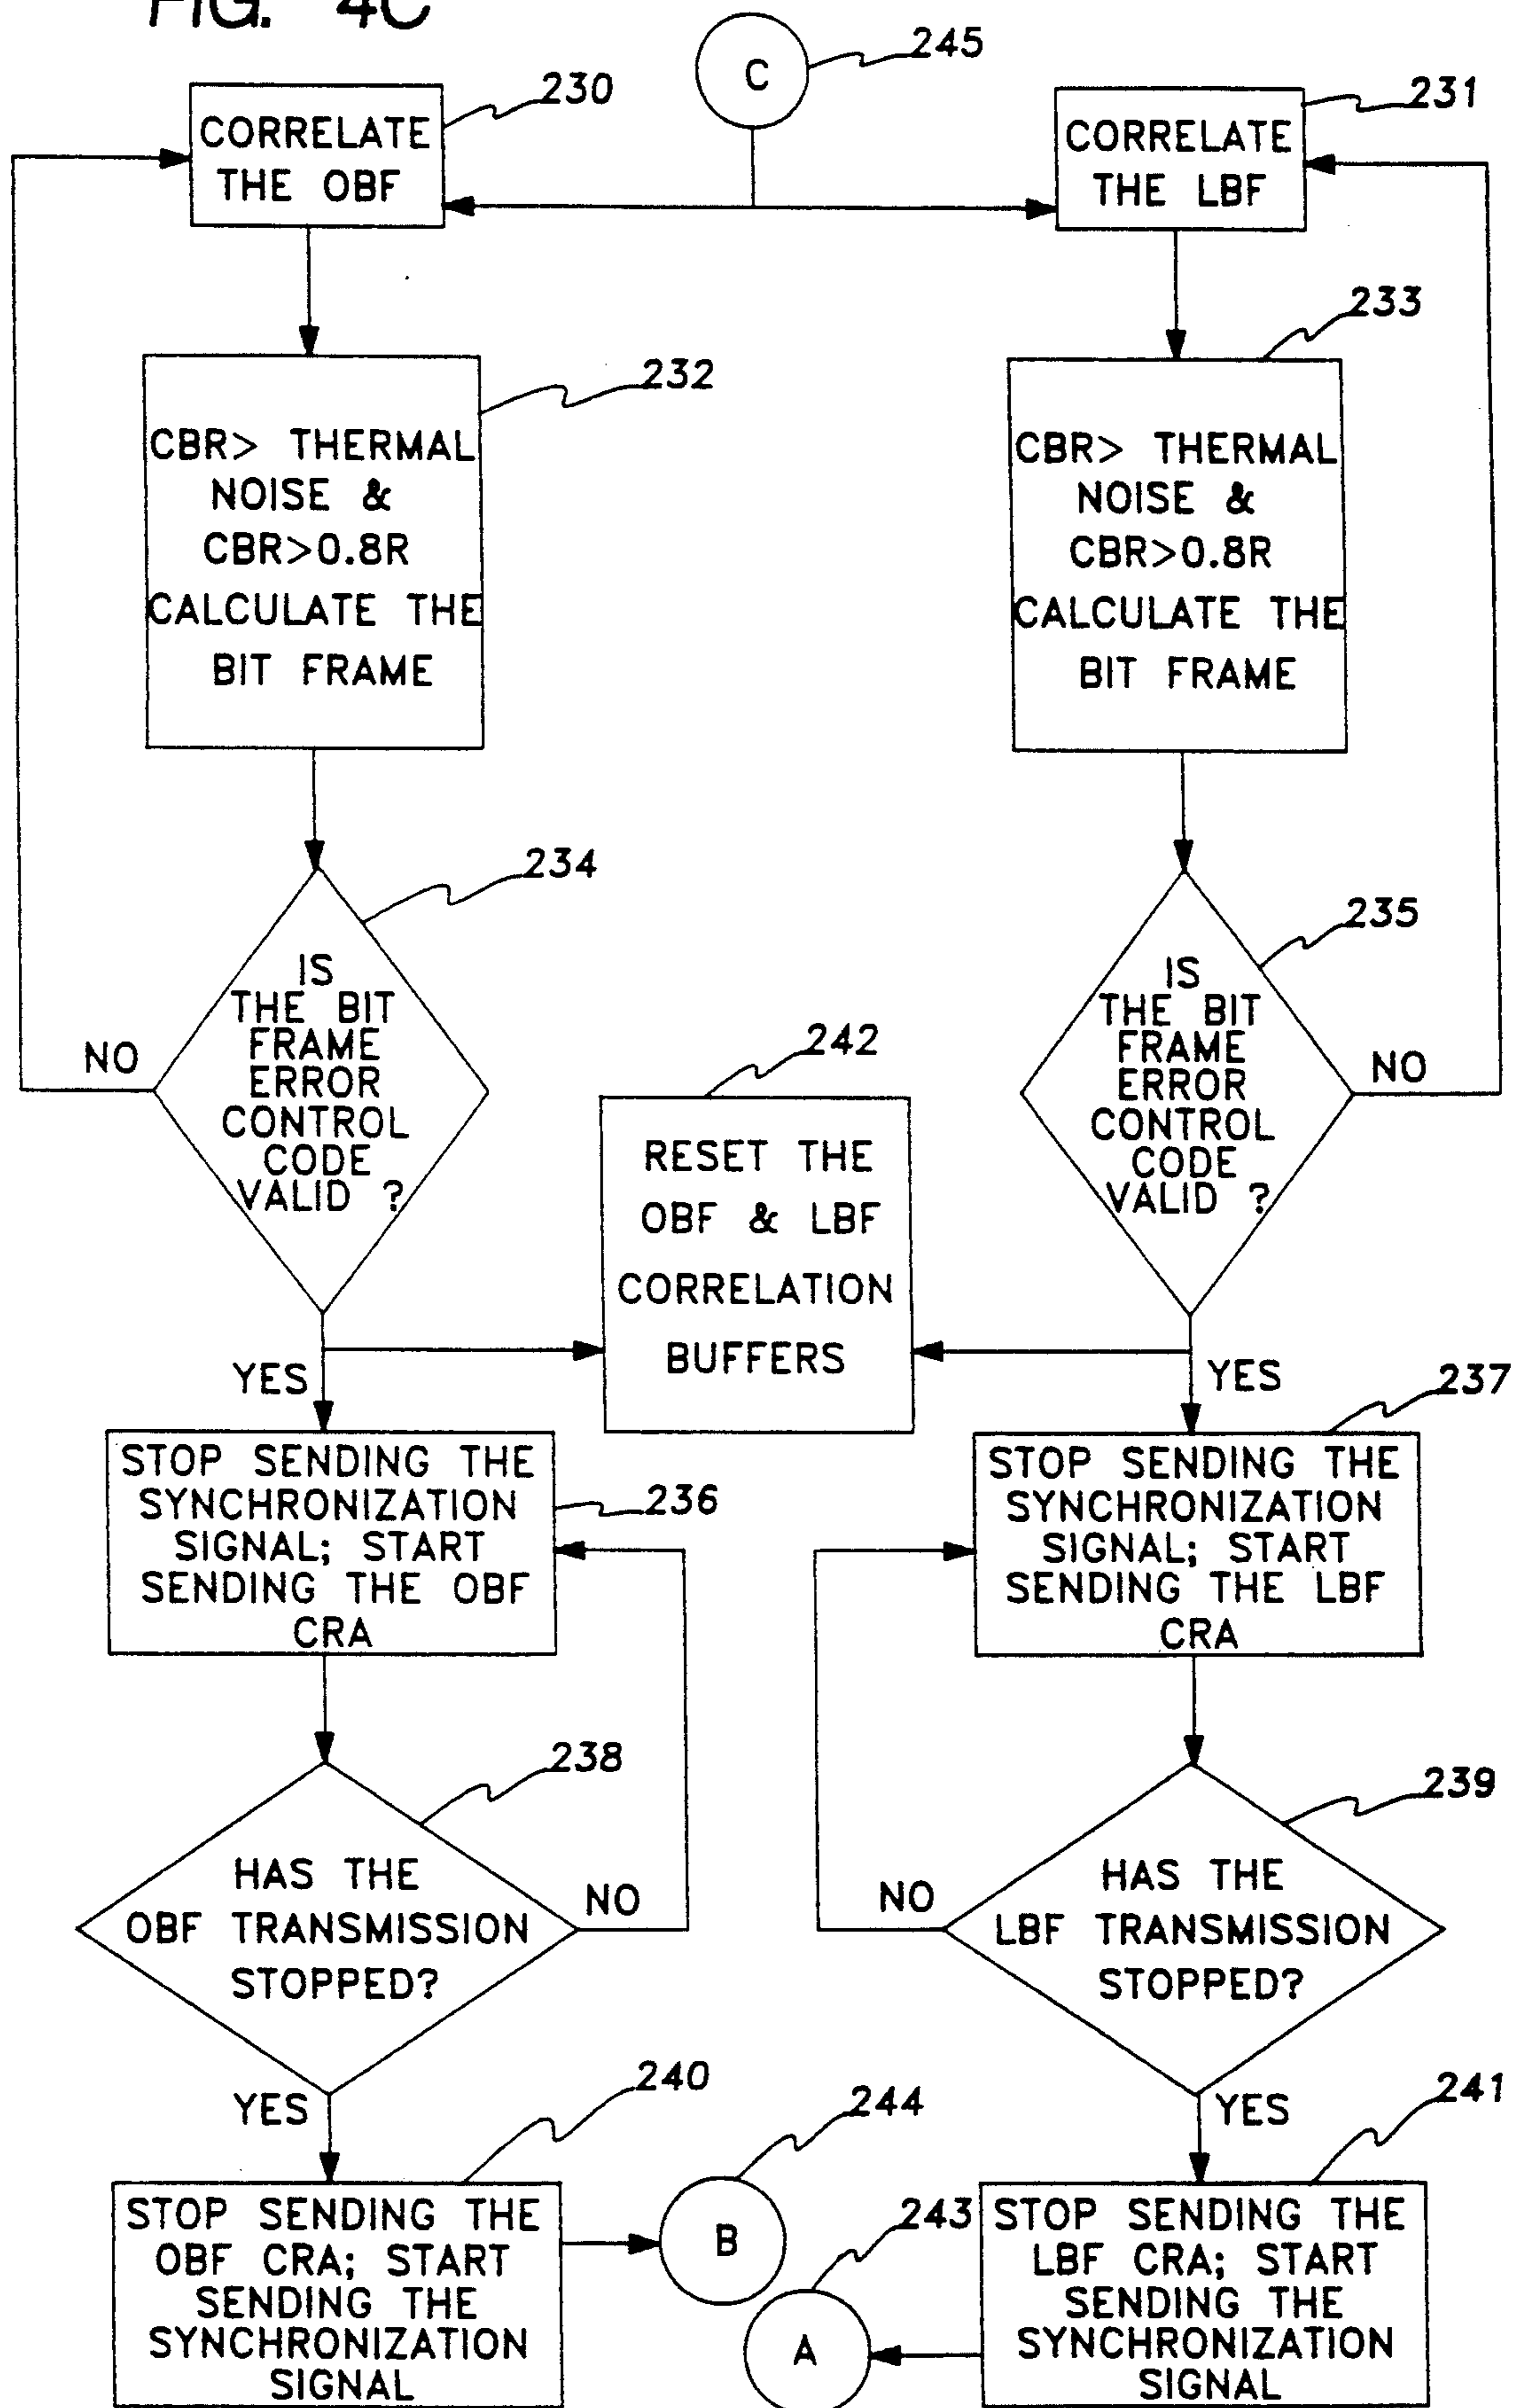 FIG. 4C
C
245
230
CORRELATE
THE OBF
231
CORRELATE
THE LBF
232
CBR> THERMAL
NOISE &
CBR>0.8R
CALCULATE THE
BIT FRAME
233
CBR> THERMAL
NOISE &
CBR>0.8R
CALCULATE THE
BIT FRAME
234
IS
THE BIT
FRAME
ERROR
CONTROL
CODE
VALID ?
NO
235
IS
THE BIT
FRAME
ERROR
CONTROL
CODE
VALID ?
NO
242
RESET THE
OBF & LBF
CORRELATION
BUFFERS
YES
YES
STOP SENDING THE
SYNCHRONIZATION
SIGNAL; START
SENDING THE OBF
CRA
236
237
STOP SENDING THE
SYNCHRONIZATION
SIGNAL; START
SENDING THE LBF
CRA
238
HAS THE
OBF TRANSMISSION
STOPPED?
NO
239
HAS THE
LBF TRANSMISSION
STOPPED?
NO
YES
YES
240
STOP SENDING THE
OBF CRA; START
SENDING THE
SYNCHRONIZATION
SIGNAL
244
B
243
A
241
STOP SENDING THE
LBF CRA; START
SENDING THE
SYNCHRONIZATION
SIGNAL